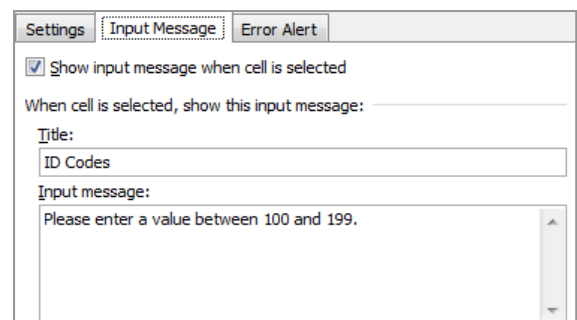 Settings Input Message Error Alert
Show input message when cell is selected
When cell is selected, show this input message:
Title:
ID Codes
Input message:
Please enter a value between 100 and 199.